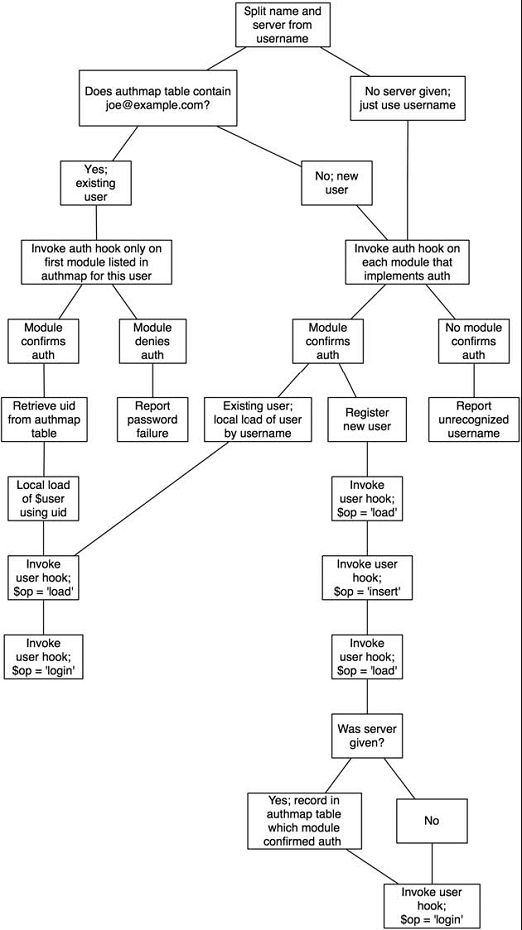 Split name and
server from
username
Does authmap table contain
joe@example.com?
No server given;
just use username
Yes;
existing
user
No; new
user
Invoke auth hook only on
first module listed in
authmap for this user
Invoke auth hook on
each module that
implements auth
Module
confirms
auth
Module
denies
auth
Module
confirms
auth
No module
confirms
auth
Retrieve uid
from authmap
table
Report
password
failure
Existing user;
local load of user
by username
Register
new user
Report
unrecognized
username
Local load
of $user
using uid
Invoke
user hook;
$op = 'load'
Invoke
user hook;
$op = 'load'
Invoke user
hook;
$op = 'insert'
Invoke
user hook;
$op = 'login'
Invoke
user hook;
$op = 'load'
Was server
given?
Yes; record in
authmap table
which module
confirmed auth
No
Invoke user
hook;
$op = 'login'